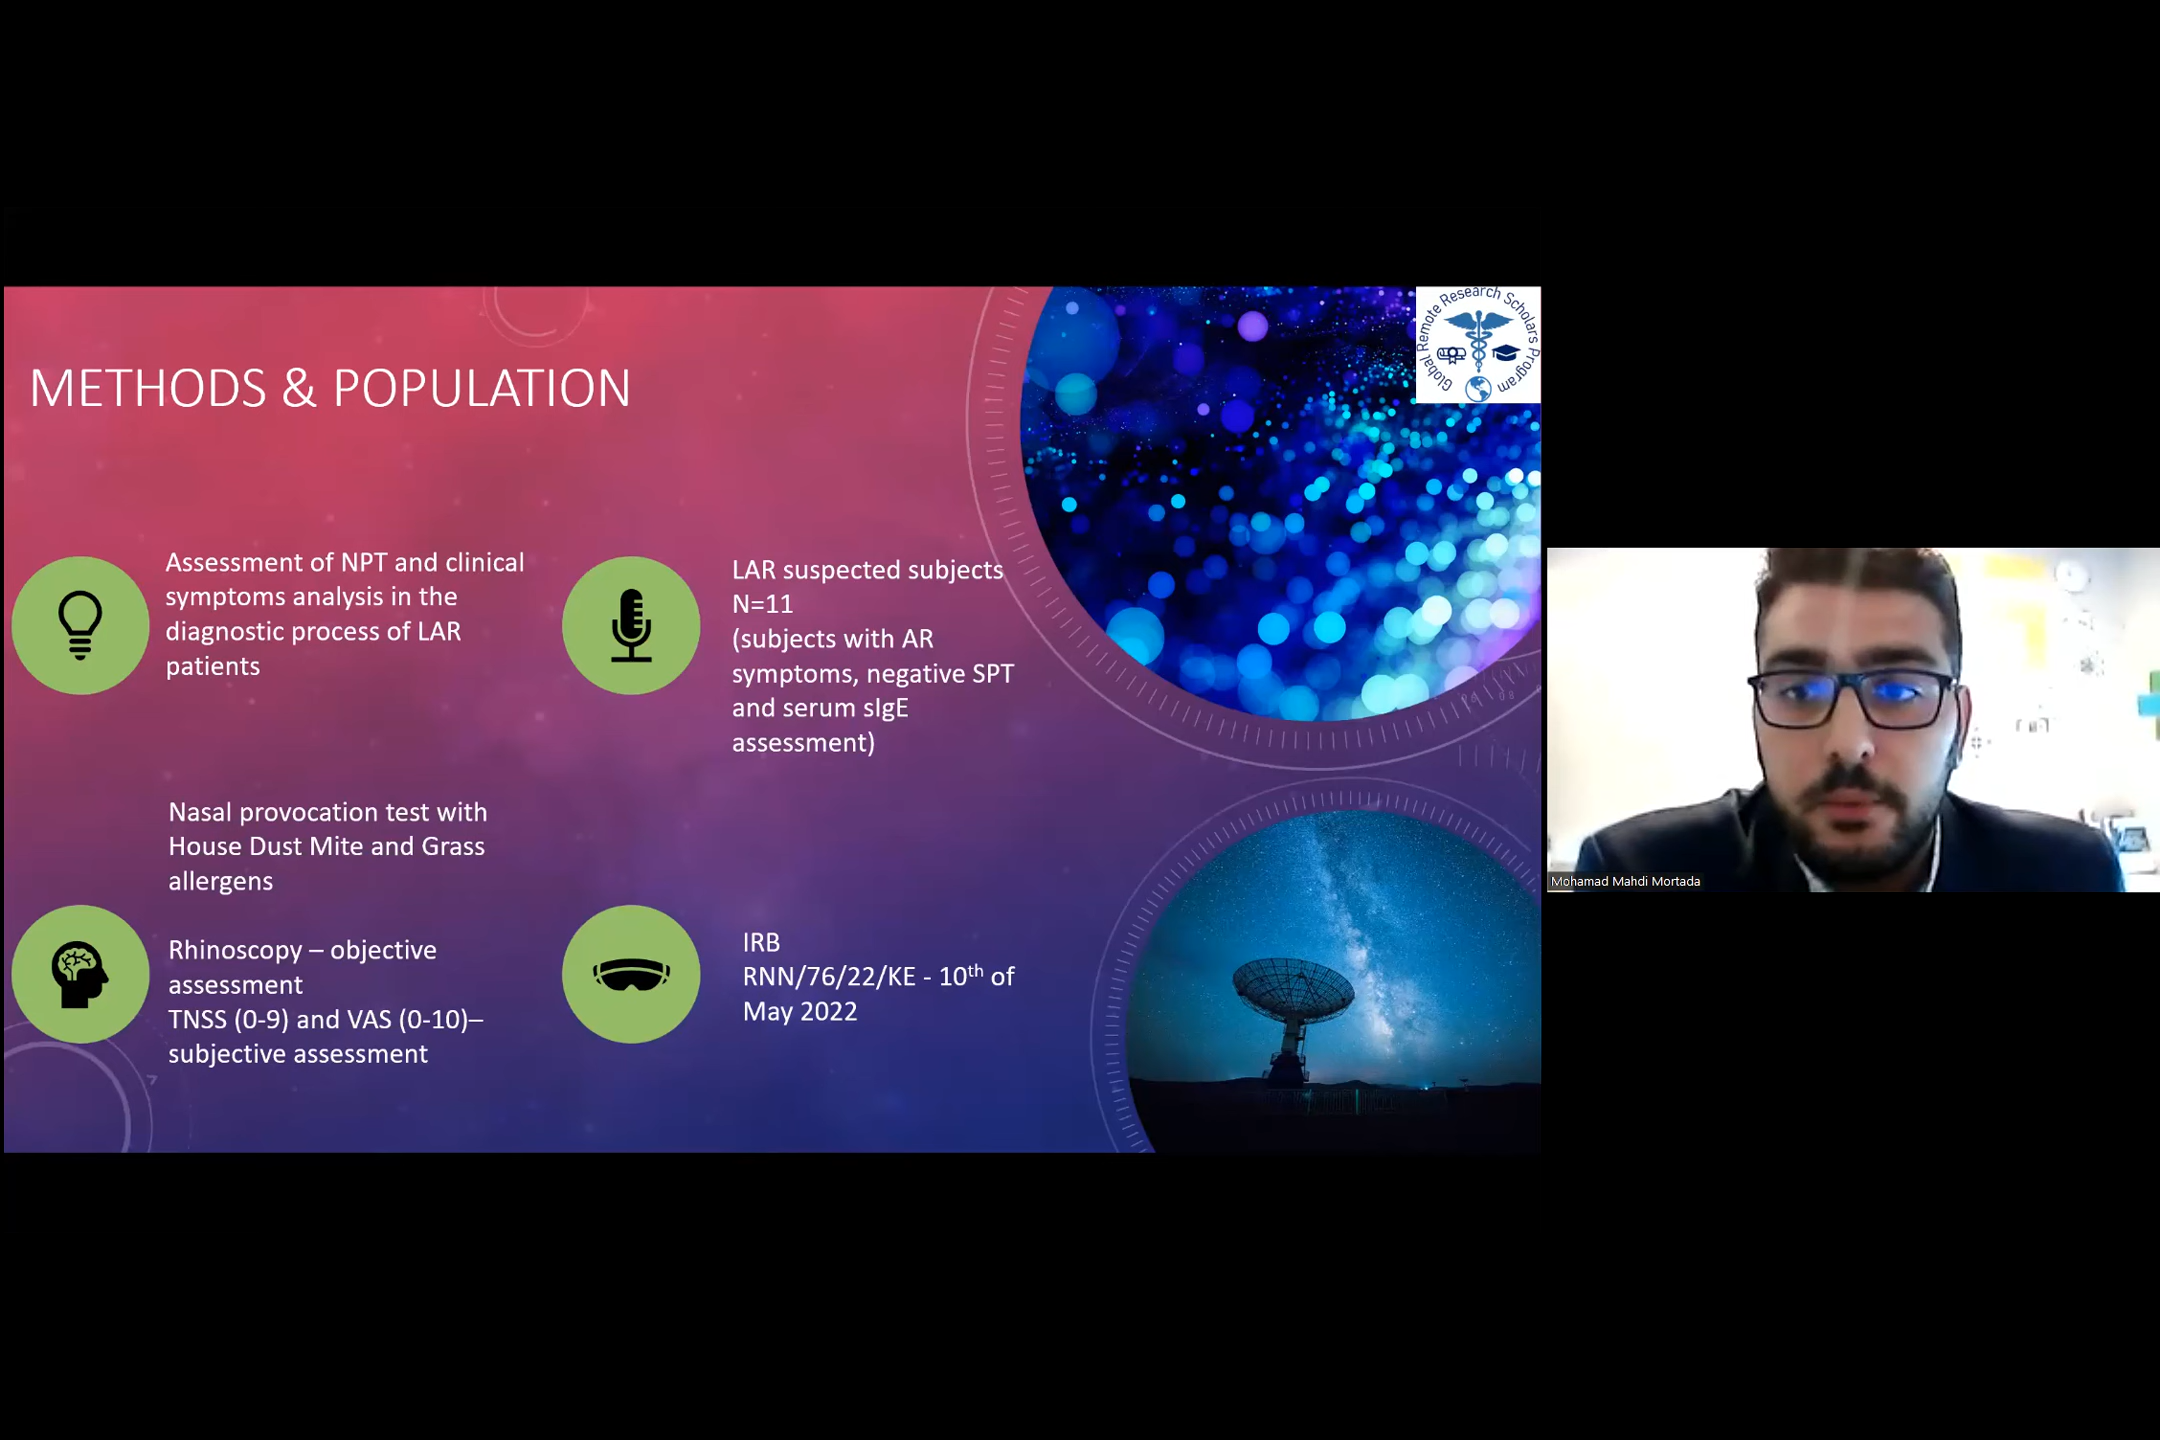 METHODS & POPULATION
Global Remote Research Scholars Program
Assessment of NPT and clinical
symptoms analysis in the
diagnostic process of LAR
patients
LAR suspected subjects
N=11
(subjects with AR
symptoms, negative SPT
and serum sIgE
assessment)
Nasal provocation test with
House Dust Mite and Grass
allergens
Rhinoscopy – objective
assessment
TNSS (0-9) and VAS (0-10)–
subjective assessment
IRB
RNN/76/22/KE - 10th of
May 2022
Mohamad Mahdi Mortada